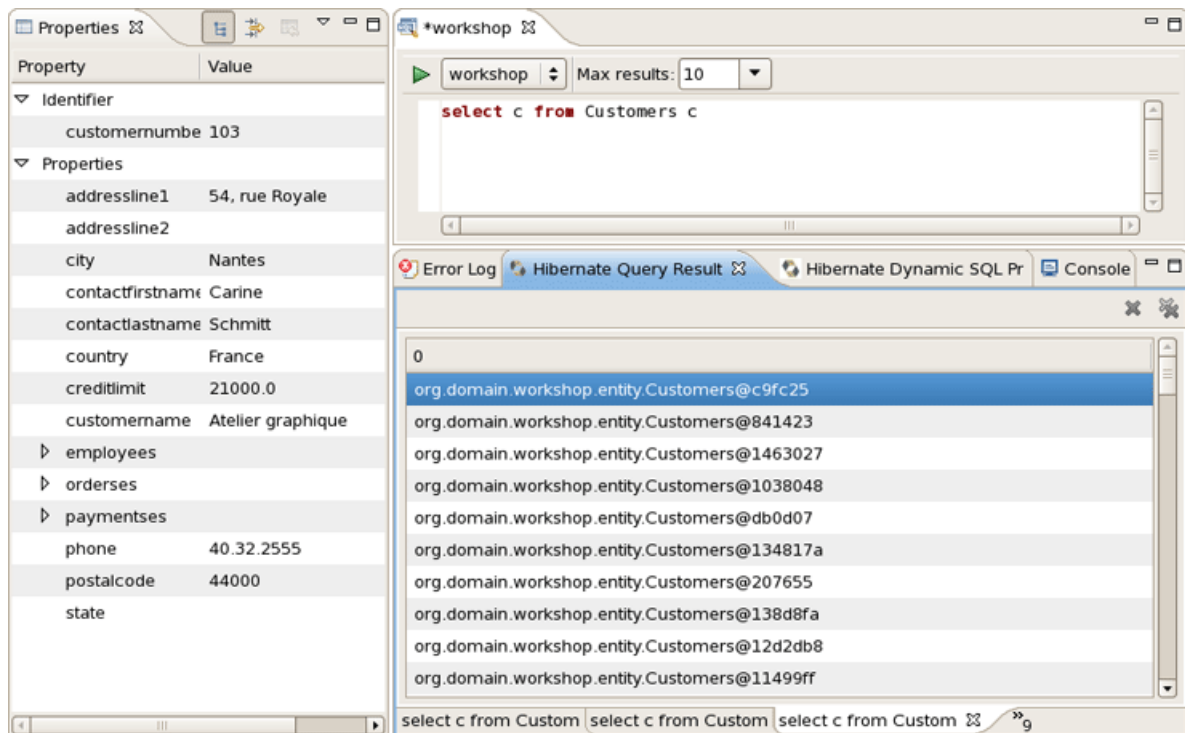 Properties
Property Value
Identifier
customernumbe 103
Properties
addressline1 54, rue Royale
addressline2
city Nantes
contactfirstname Carine
contactlastname Schmitt
country France
creditlimit 21000.0
customername Atelier graphique
employees
orderses
paymentses
phone 40.32.2555
postalcode 44000
state
*workshop
workshop Max results: 10
select c from Customers c
Error Log Hibernate Query Result Hibernate Dynamic SQL Pr Console
0
org.domain.workshop.entity.Customers@c9fc25
org.domain.workshop.entity.Customers@841423
org.domain.workshop.entity.Customers@1463027
org.domain.workshop.entity.Customers@1038048
org.domain.workshop.entity.Customers@db0d07
org.domain.workshop.entity.Customers@134817a
org.domain.workshop.entity.Customers@207655
org.domain.workshop.entity.Customers@138d8fa
org.domain.workshop.entity.Customers@12d2db8
org.domain.workshop.entity.Customers@11499ff
select c from Custom select c from Custom select c from Custom »9